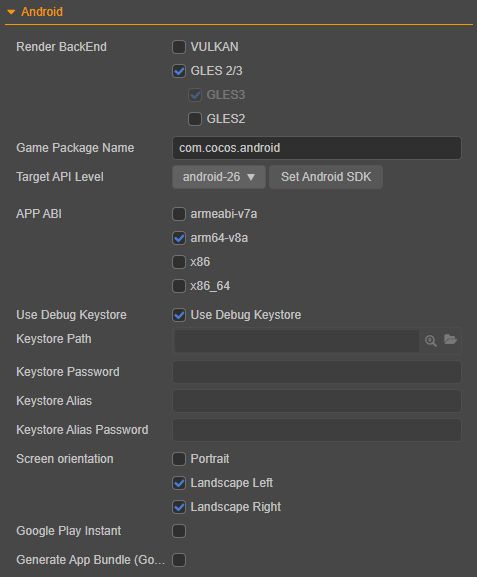 Android
Render BackEnd VULKAN
GLES 2/3
GLES3
GLES2
Game Package Name com.cocos.android
Target API Level android-26 Set Android SDK
APP ABI armeabi-v7a
arm64-v8a
x86
x86_64
Use Debug Keystore Use Debug Keystore
Keystore Path
Keystore Password
Keystore Alias
Keystore Alias Password
Screen orientation Portrait
Landscape Left
Landscape Right
Google Play Instant
Generate App Bundle (Go...